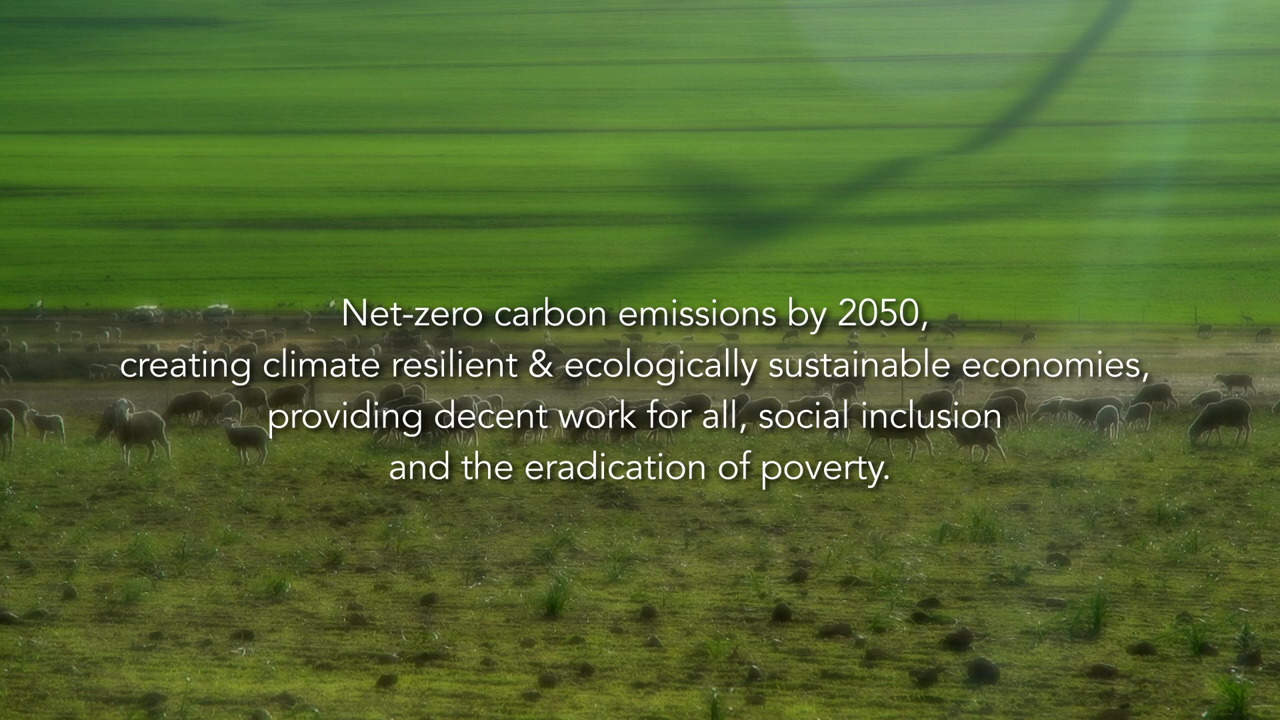 Net-zero carbon emissions by 2050,
creating climate resilient & ecologically sustainable economies,
providing decent work for all, social inclusion
and the eradication of poverty.